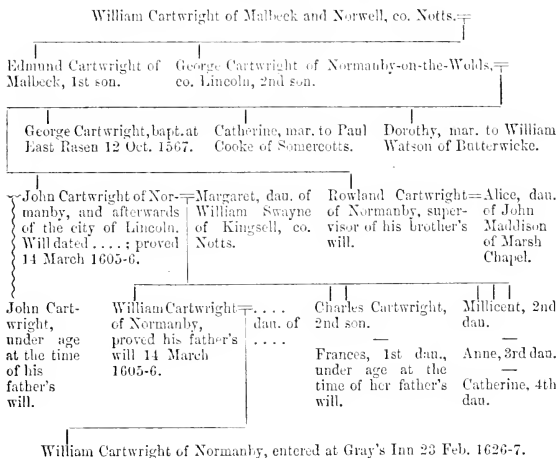 William Cartwright of Malbeck and Norwell, co. Notts.
Edmund Cartwright of
Malbeck, 1st son.
George Cartwright of Normanby-on-the-Wolds,
co. Lincoln, 2nd son.
George Cartwright, bapt. at
East Rasen 12 Oct. 1567.
Catherine, mar. to Paul
Cooke of Somercotts.
Dorothy, mar. to William
Watson of Butterwicke.
John Cartwright of Nor-
manby, and afterwards
of the city of Lincoln.
Will dated . . . . ; proved
14 March 1605-6.
Margaret, dau. of
William Swayne
of Kingsell, co.
Notts.
Rowland Cartwright
of Normanby, super-
visor of his brother's
will.
Alice, dau.
of John
Maddison
of Marsh
Chapel.
John Cart-
wright,
under age
at the time
of his
father's
will.
William Cartwright
of Normanby,
proved his father's
will 14 March
1605-6.
. . . .
dau. of
. . . .
Charles Cartwright,
2nd son.
—
Frances, 1st dau.,
under age at the
time of her father's
will.
Millicent, 2nd
dau.
—
Anne, 3rd dau.
—
Catherine, 4th
dau.
William Cartwright of Normanby, entered at Gray's Inn 23 Feb. 1626-7.